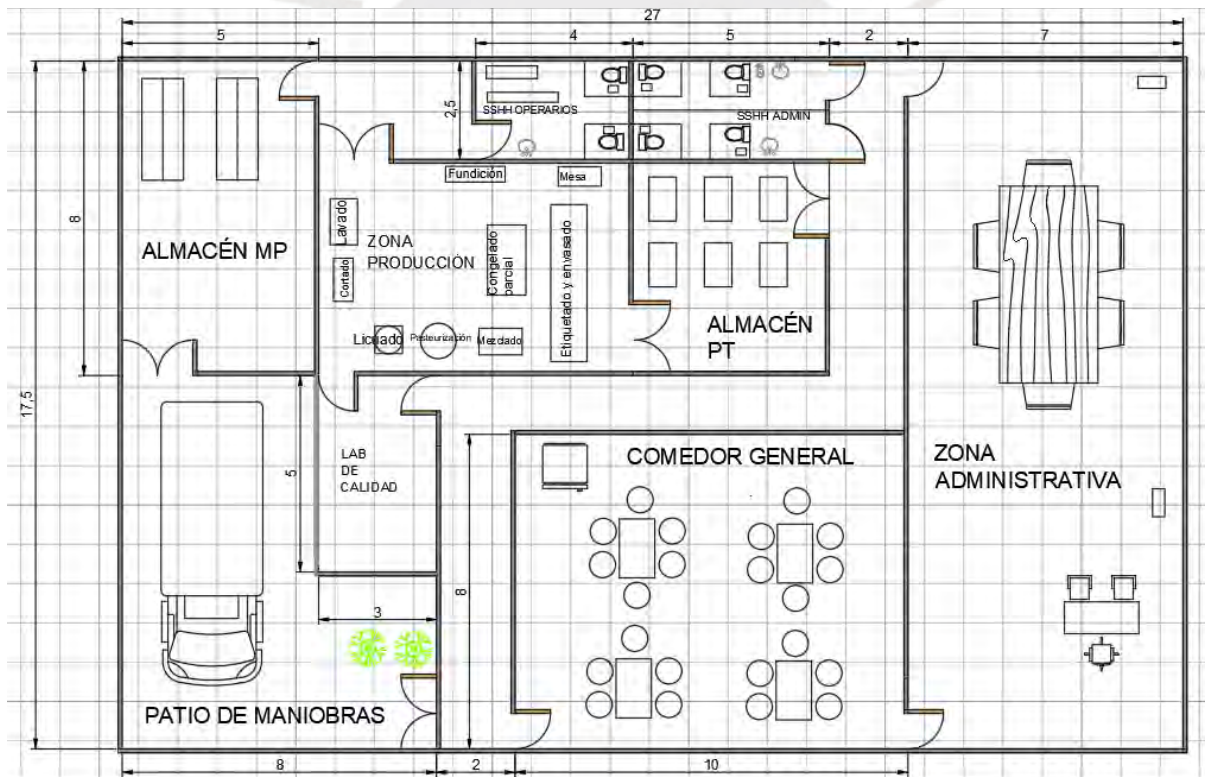 27
5
4
5
2
7
8
2,5
SSHH OPERARIOS
SSHH ADMIN
Fundición
Mesa
Lavado
ZONA
PRODUCCIÓN
Cortado
Congelado
parcial
Etiquetado y envasado
ALMACÉN MP
Licuado
Pasteurización
Mezclado
ALMACÉN
PT
17,5
5
LAB
DE
CALIDAD
COMEDOR GENERAL
ZONA
ADMINISTRATIVA
8
3
PATIO DE MANIOBRAS
8
2
10